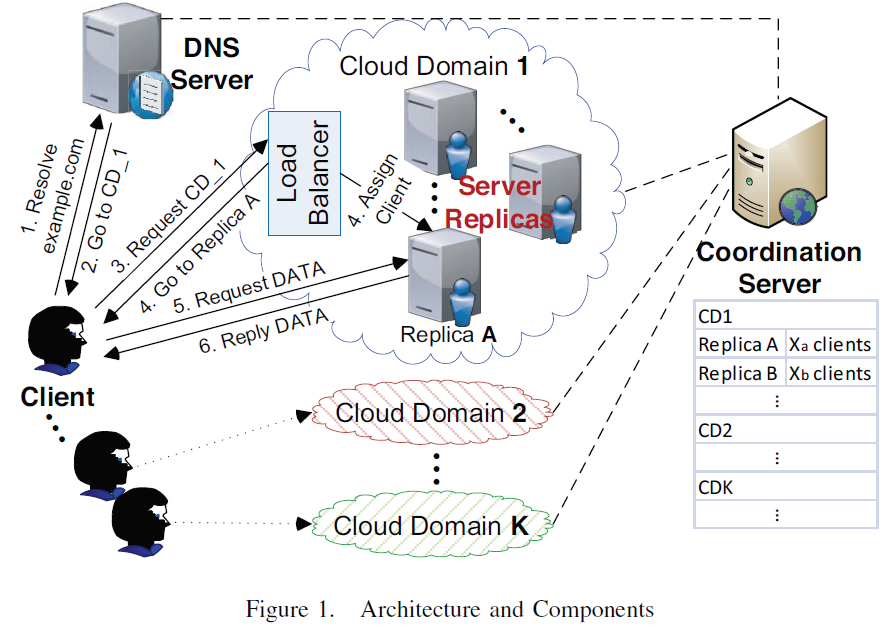 DNS
Server
1. Resolve
example.com
2. Go to CD_1
3. Request CD_1
4. Go to Replica A
Cloud Domain 1
Load
Balancer
4. Assign
Client
Server
Replicas
5. Request DATA
6. Reply DATA
Replica A
Client
Cloud Domain 2
Cloud Domain K
Coordination
Server
CD1
Replica A Xa clients
Replica B Xb clients
⋮
CD2
⋮
CDK
⋮
Figure 1. Architecture and Components